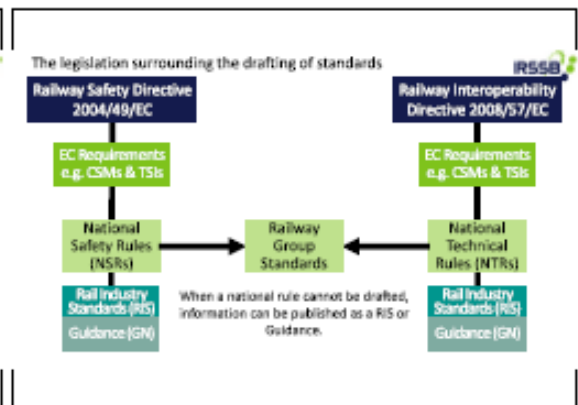 The legislation surrounding the drafting of standards
RSSB
Railway Safety Directive
2004/49/EC
Railway Interoperability
Directive 2008/57/EC
EC Requirements
e.g. CSMs & TSIs
EC Requirements
e.g. CSMs & TSIs
National
Safety Rules
(NSRs)
Railway
Group
Standards
National
Technical
Rules (NTRs)
Rail Industry
Standards (RIS)
Guidance (GN)
When a national rule cannot be drafted,
information can be published as a RIS or
Guidance.
Rail Industry
Standards (RIS)
Guidance (GN)